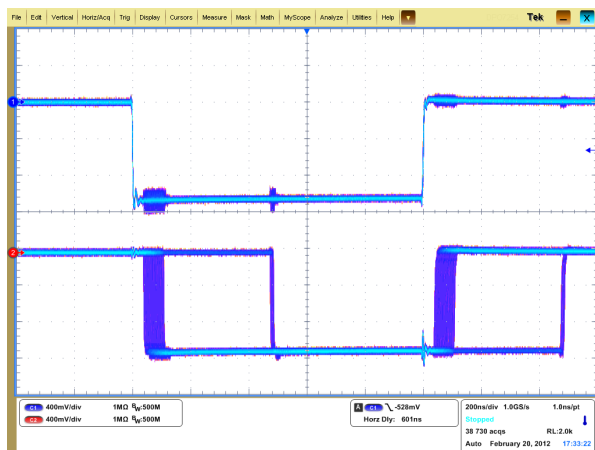 File Edit Vertical Horiz/Acq Trig Display Cursors Measure Mask Math MyScope Analyze Utilities Help Tek X
1
2
C1 400mV/div 1MΩ BW:500M
C2 400mV/div 1MΩ BW:500M
A C1 -528mV
Horz Dly: 601ns
200ns/div 1.0GS/s 1.0ns/pt
Stopped
38 730 acqs RL:2.0k
Auto February 20, 2012 17:33:22